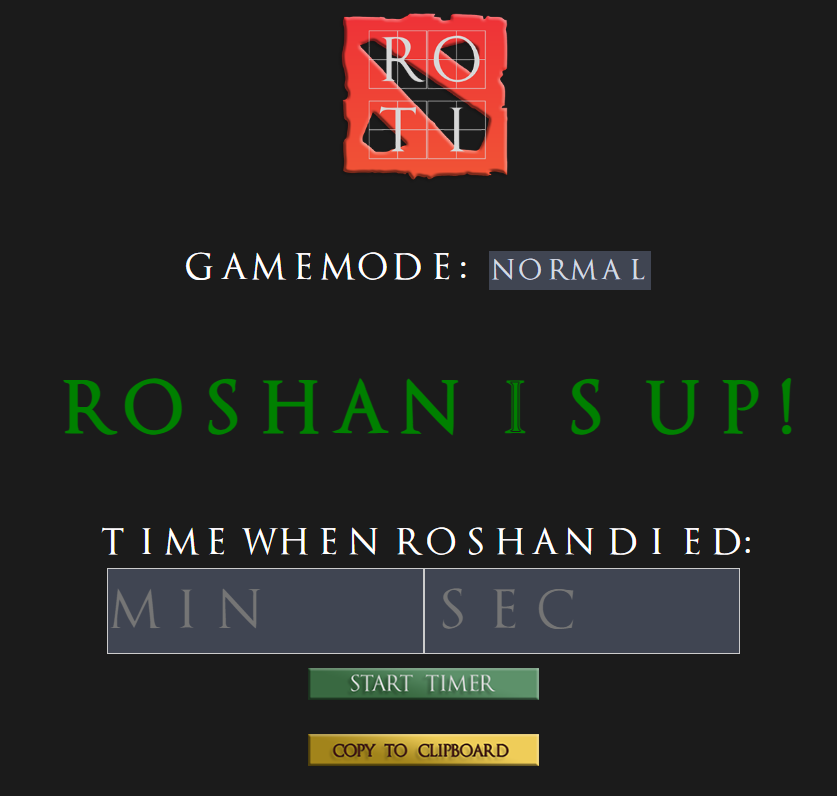 RO
TI
GAMEMODE: NORMAL
ROSHAN IS UP!
TIME WHEN ROSHAN DIED:
MIN SEC
START TIMER
COPY TO CLIPBOARD